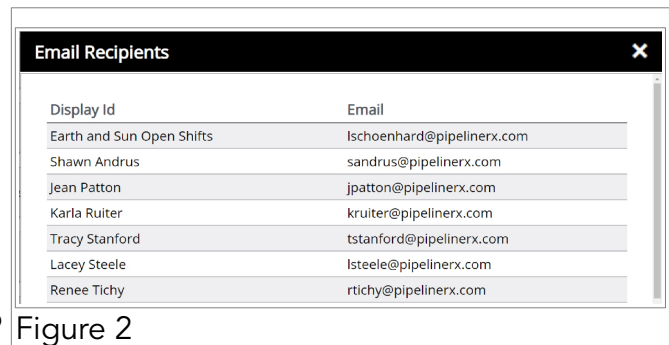 Email Recipients ×
Display Id Email
Earth and Sun Open Shifts lschoenhard@pipelinerx.com
Shawn Andrus sandrus@pipelinerx.com
Jean Patton jpatton@pipelinerx.com
Karla Ruiter kruiter@pipelinerx.com
Tracy Stanford tstanford@pipelinerx.com
Lacey Steele lsteele@pipelinerx.com
Renee Tichy rtichy@pipelinerx.com
Figure 2